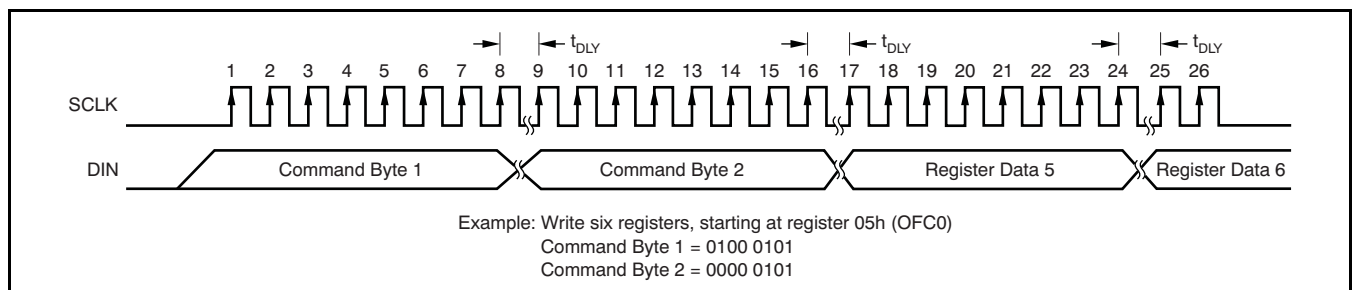 tDLY tDLY tDLY
1 2 3 4 5 6 7 8 9 10 11 12 13 14 15 16 17 18 19 20 21 22 23 24 25 26
SCLK
DIN Command Byte 1 Command Byte 2 Register Data 5 Register Data 6
Example: Write six registers, starting at register 05h (OFC0)
Command Byte 1 = 0100 0101
Command Byte 2 = 0000 0101